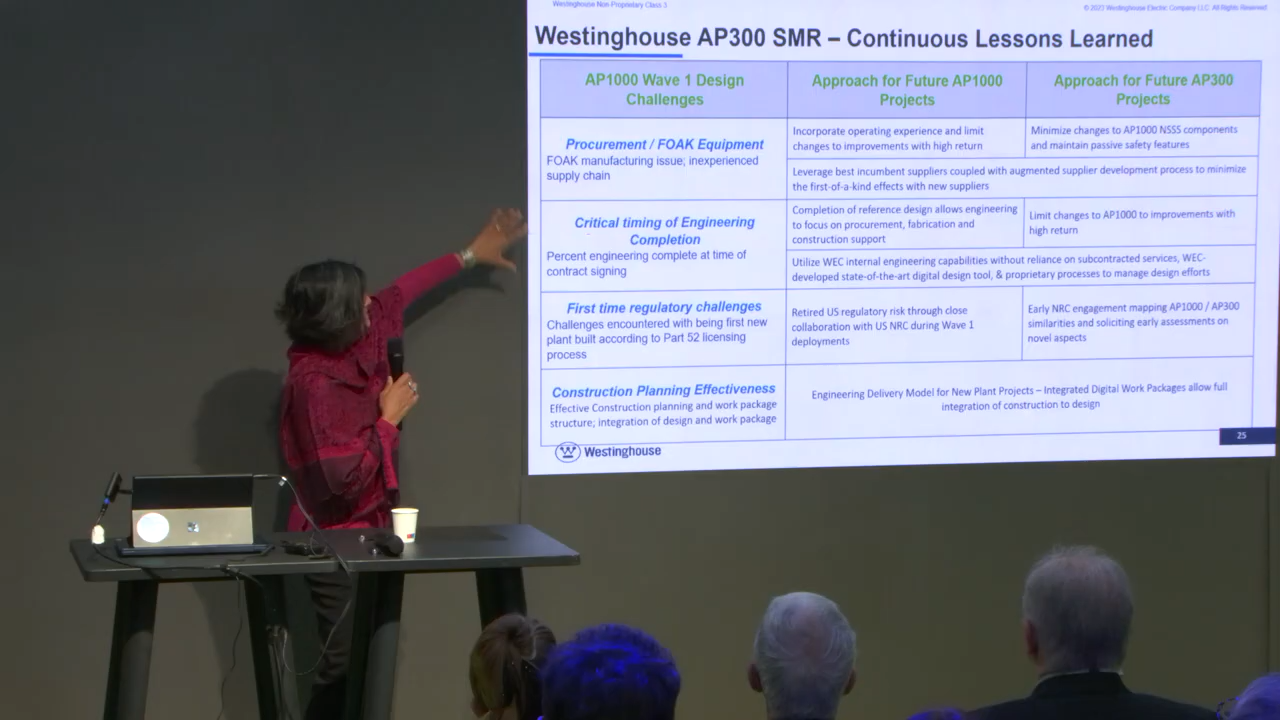 Westinghouse Non-Proprietary Class 3
© 2023 Westinghouse Electric Company LLC. All Rights Reserved
Westinghouse AP300 SMR – Continuous Lessons Learned
AP1000 Wave 1 Design
Challenges
Approach for Future AP1000
Projects
Approach for Future AP300
Projects
Procurement / FOAK Equipment
FOAK manufacturing issue; inexperienced
supply chain
Incorporate operating experience and limit
changes to improvements with high return
Minimize changes to AP1000 NSSS components
and maintain passive safety features
Leverage best incumbent suppliers coupled with augmented supplier development process to minimize
the first-of-a-kind effects with new suppliers
Critical timing of Engineering
Completion
Percent engineering complete at time of
contract signing
Completion of reference design allows engineering
to focus on procurement, fabrication and
construction support
Limit changes to AP1000 to improvements with
high return
Utilize WEC internal engineering capabilities without reliance on subcontracted services, WEC-
developed state-of-the-art digital design tool, & proprietary processes to manage design efforts
First time regulatory challenges
Challenges encountered with being first new
plant built according to Part 52 licensing
process
Retired US regulatory risk through close
collaboration with US NRC during Wave 1
deployments
Early NRC engagement mapping AP1000 / AP300
similarities and soliciting early assessments on
novel aspects
Construction Planning Effectiveness
Effective Construction planning and work package
structure; integration of design and work package
Engineering Delivery Model for New Plant Projects – Integrated Digital Work Packages allow full
integration of construction to design
25
Westinghouse